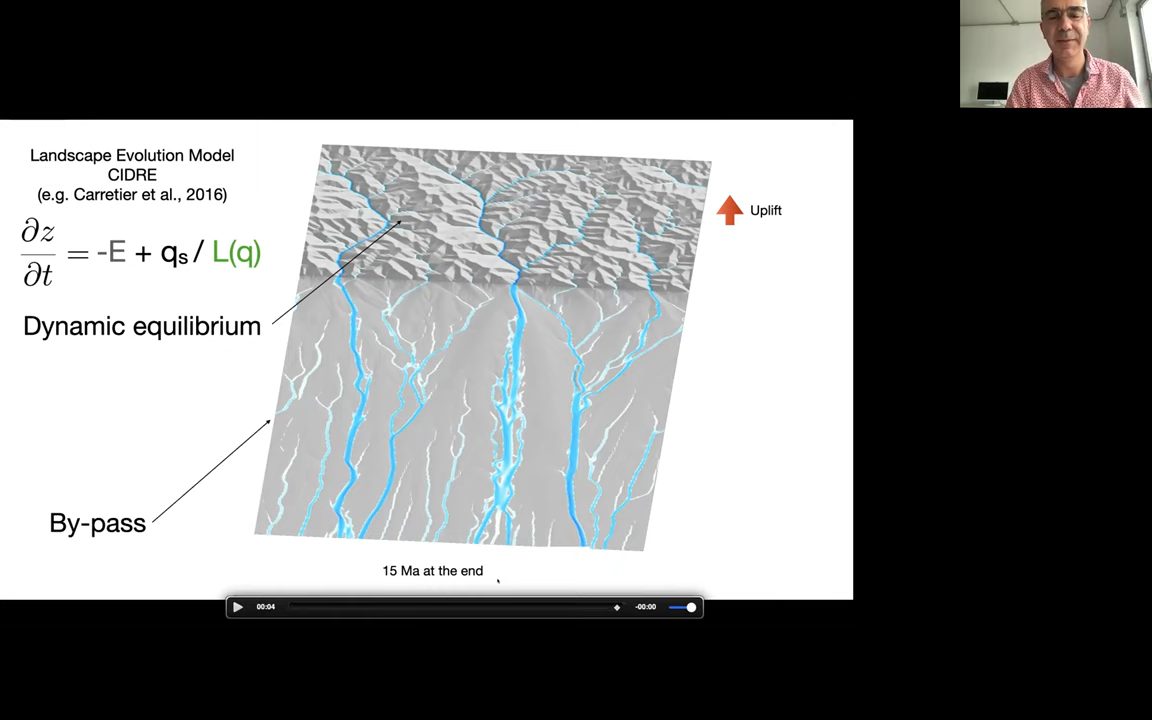 Landscape Evolution Model
CIDRE
(e.g. Carretier et al., 2016)
∂z/∂t = -E + qs / L(q)
Uplift
Dynamic equilibrium
By-pass
15 Ma at the end
00:04
-00:00